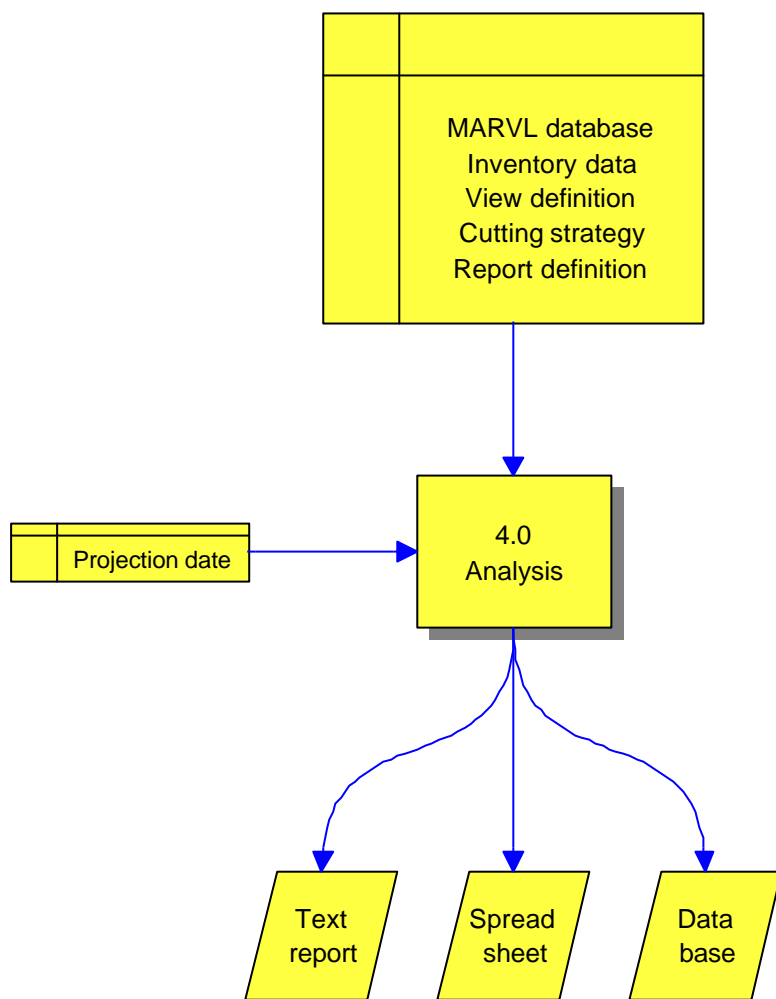 MARVL database
Inventory data
View definition
Cutting strategy
Report definition
4.0
Analysis
Projection date
Text
report
Spread
sheet
Data
base